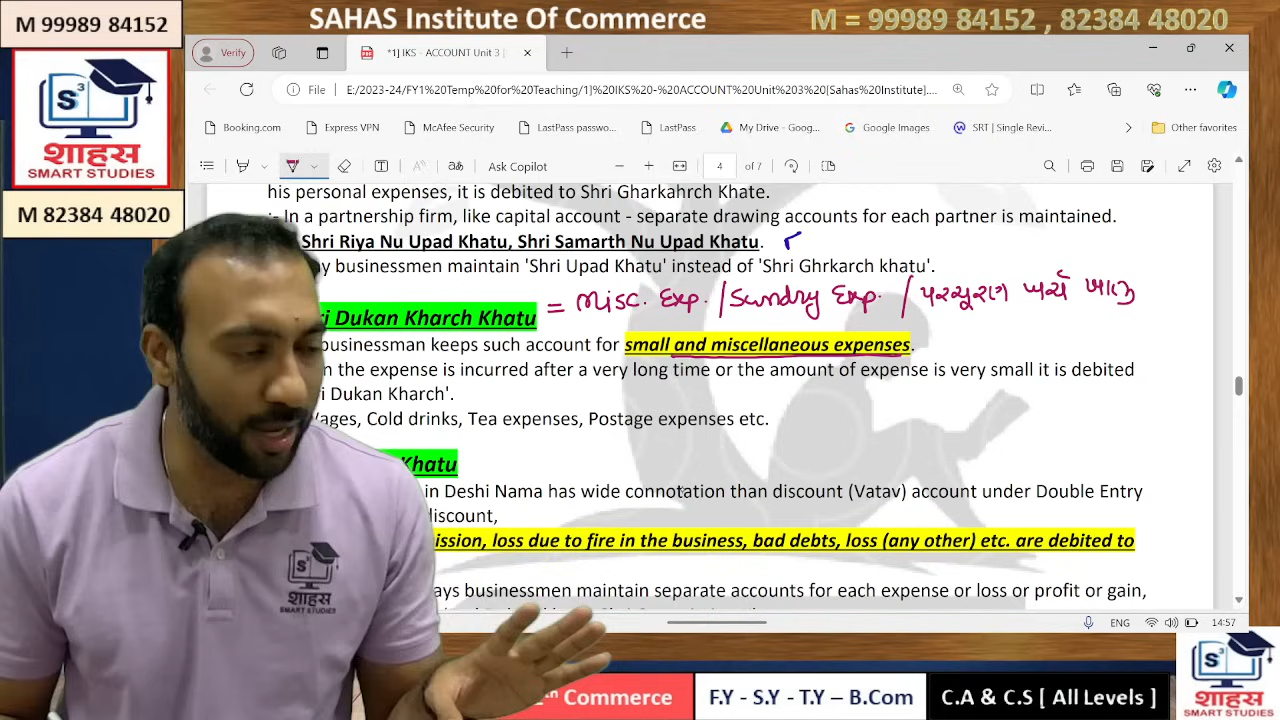 M 99989 84152
SAHAS Institute Of Commerce
M = 99989 84152 , 82384 48020
S³
शाहस
SMART STUDIES
M 82384 48020
Verify
*1] IKS - ACCOUNT Unit 3 |
File
E:/2023-24/FY1%20Temp%20for%20Teaching/1]%20IKS%20-%20ACCOUNT%20Unit%203%20[Sahas%20Institute]....
Booking.com
Express VPN
McAfee Security
LastPass passwo...
LastPass
My Drive - Goog...
Google Images
SRT | Single Revi...
Other favorites
Ask Copilot
4 of 7
his personal expenses, it is debited to Shri Gharkahrch Khate.
:- In a partnership firm, like capital account - separate drawing accounts for each partner is maintained.
Shri Riya Nu Upad Khatu, Shri Samarth Nu Upad Khatu.
businessmen maintain 'Shri Upad Khatu' instead of 'Shri Ghrkarch khatu'.
Dukan Kharch Khatu = Misc. Exp. / Sundry Exp. / પરચૂરણ ખર્ચ ખાતુ
businessman keeps such account for small and miscellaneous expenses.
the expense is incurred after a very long time or the amount of expense is very small it is debited
Dukan Kharch'.
Cold drinks, Tea expenses, Postage expenses etc.
Khatu
in Deshi Nama has wide connotation than discount (Vatav) account under Double Entry
loss due to fire in the business, bad debts, loss (any other) etc. are debited to
businessmen maintain separate accounts for each expense or loss or profit or gain,
ENG
14:57
शाहस
SMART STUDIES
Commerce
F.Y - S.Y - T.Y – B.Com
C.A & C.S [ All Levels ]
S³
शाहस
SMART STUDIES